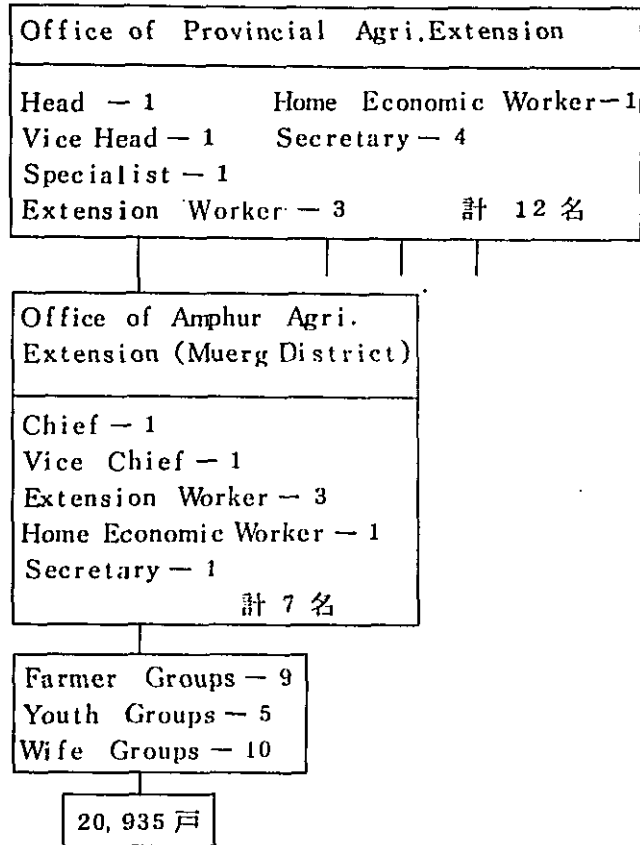 Office of Provincial Agri.Extension
Head − 1 Home Economic Worker−1
Vice Head − 1 Secretary − 4
Specialist − 1
Extension Worker − 3 計 12 名
Office of Amphur Agri.
Extension (Muerg District)
Chief − 1
Vice Chief − 1
Extension Worker − 3
Home Economic Worker − 1
Secretary − 1
計 7 名
Farmer Groups − 9
Youth Groups − 5
Wife Groups − 10
20,935 戸